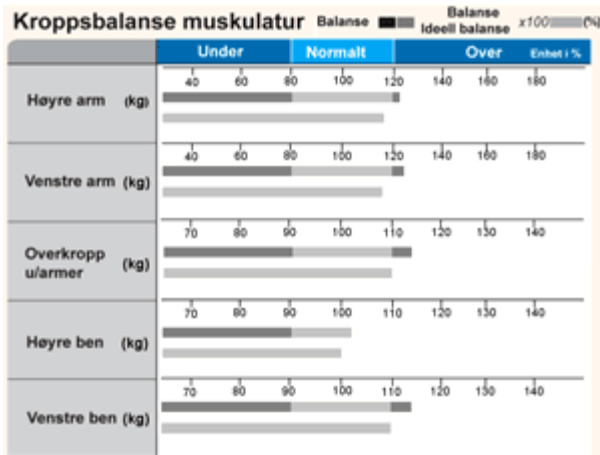 Kroppsbalanse muskulatur Balanse Balanse
Ideell balanse x100 (%)
Under Normalt Over Enhet i %
40 60 80 100 120 140 160 180
Høyre arm (kg)
40 60 80 100 120 140 160 180
Venstre arm (kg)
70 80 90 100 110 120 130 140
Overkropp
u/armer (kg)
70 80 90 100 110 120 130 140
Høyre ben (kg)
70 80 90 100 110 120 130 140
Venstre ben (kg)